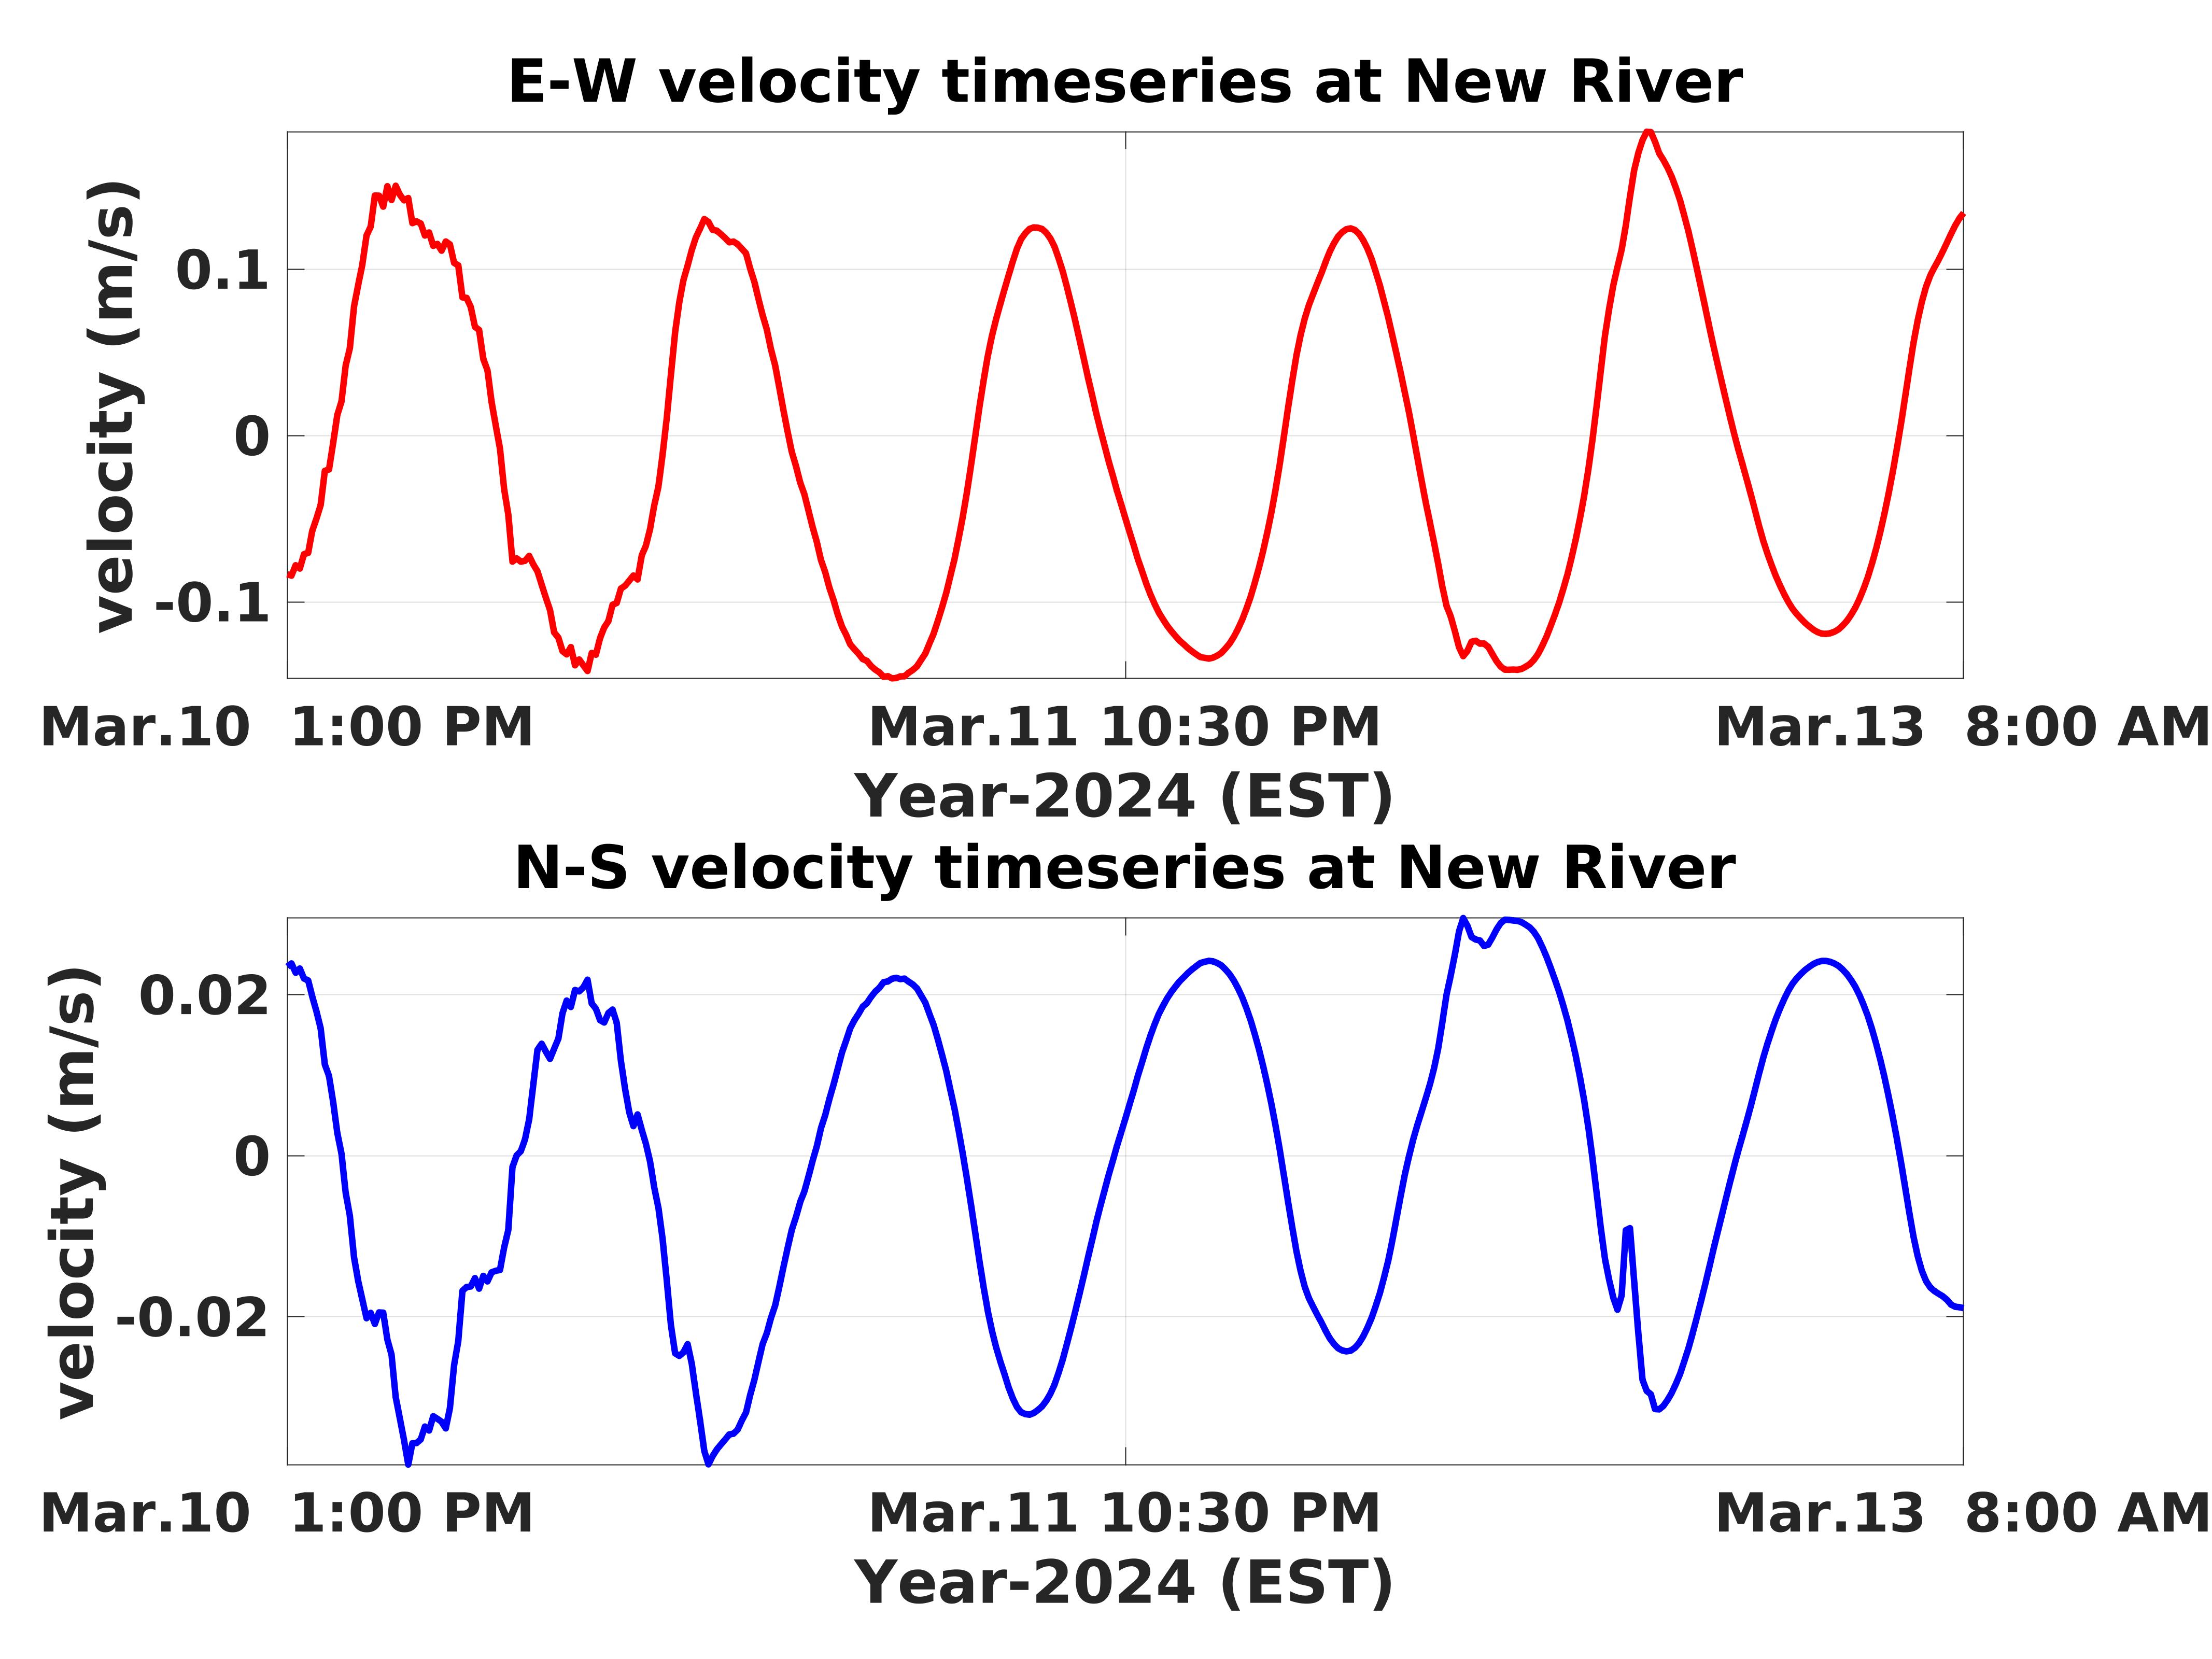 E-W velocity timeseries at New River
velocity (m/s)
0.1
0
-0.1
Mar.10  1:00 PM
Mar.11 10:30 PM
Mar.13  8:00 AM
Year-2024 (EST)
N-S velocity timeseries at New River
velocity (m/s)
0.02
0
-0.02
Mar.10  1:00 PM
Mar.11 10:30 PM
Mar.13  8:00 AM
Year-2024 (EST)